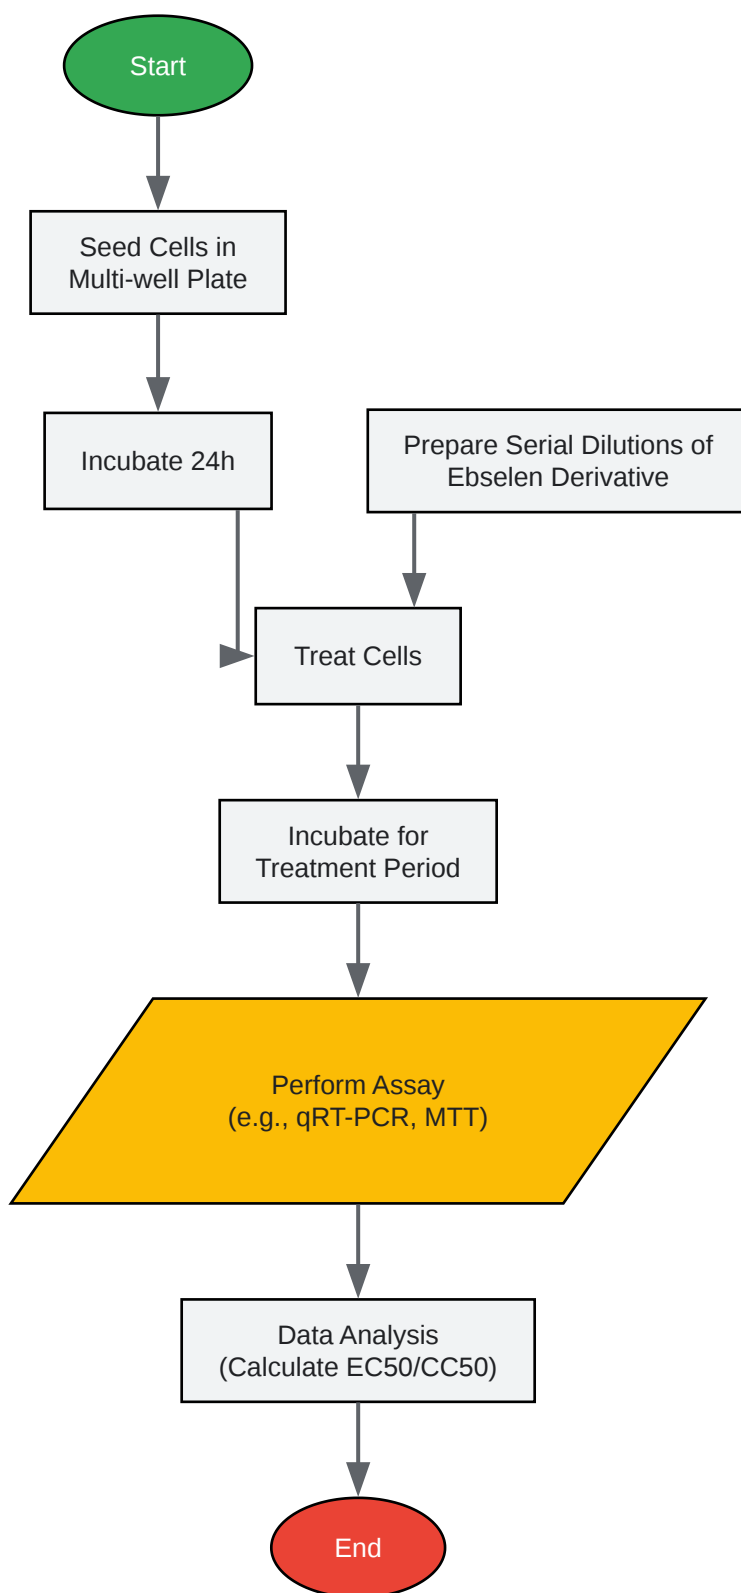 Start
Seed Cells in
Multi-well Plate
Incubate 24h
Prepare Serial Dilutions of
Ebselen Derivative
Treat Cells
Incubate for
Treatment Period
Perform Assay
(e.g., qRT-PCR, MTT)
Data Analysis
(Calculate EC50/CC50)
End